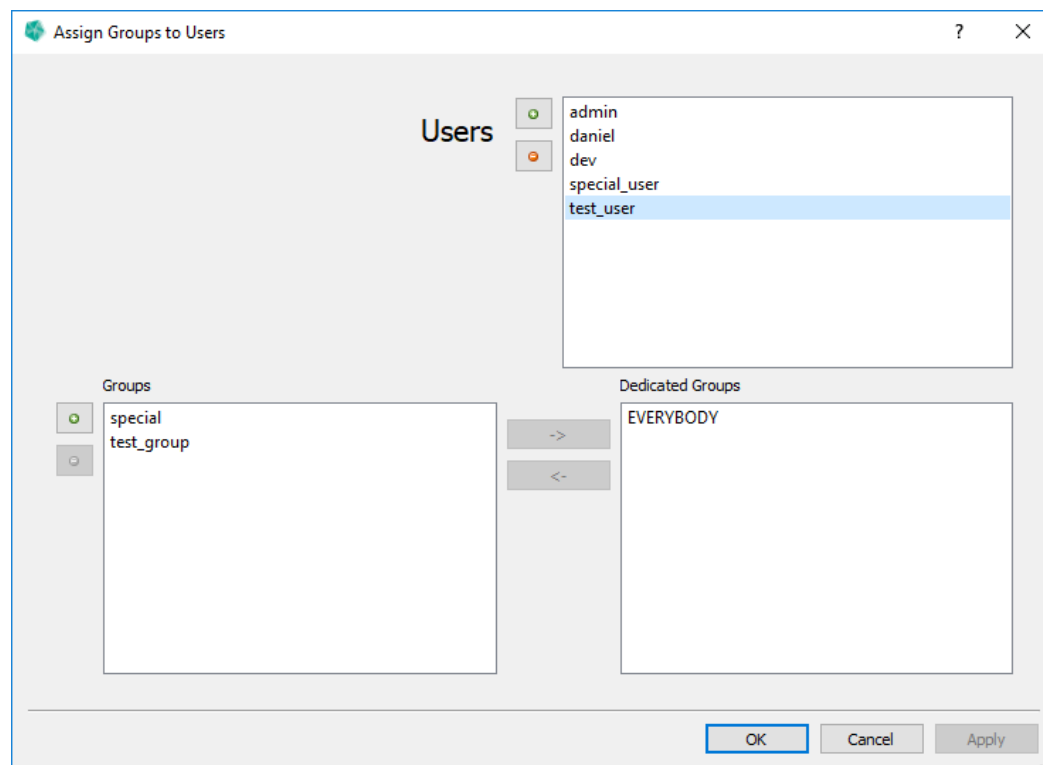 Assign Groups to Users
?
Users
admin
daniel
dev
special_user
test_user
Groups
special
test_group
->
<-
Dedicated Groups
EVERYBODY
OK
Cancel
Apply